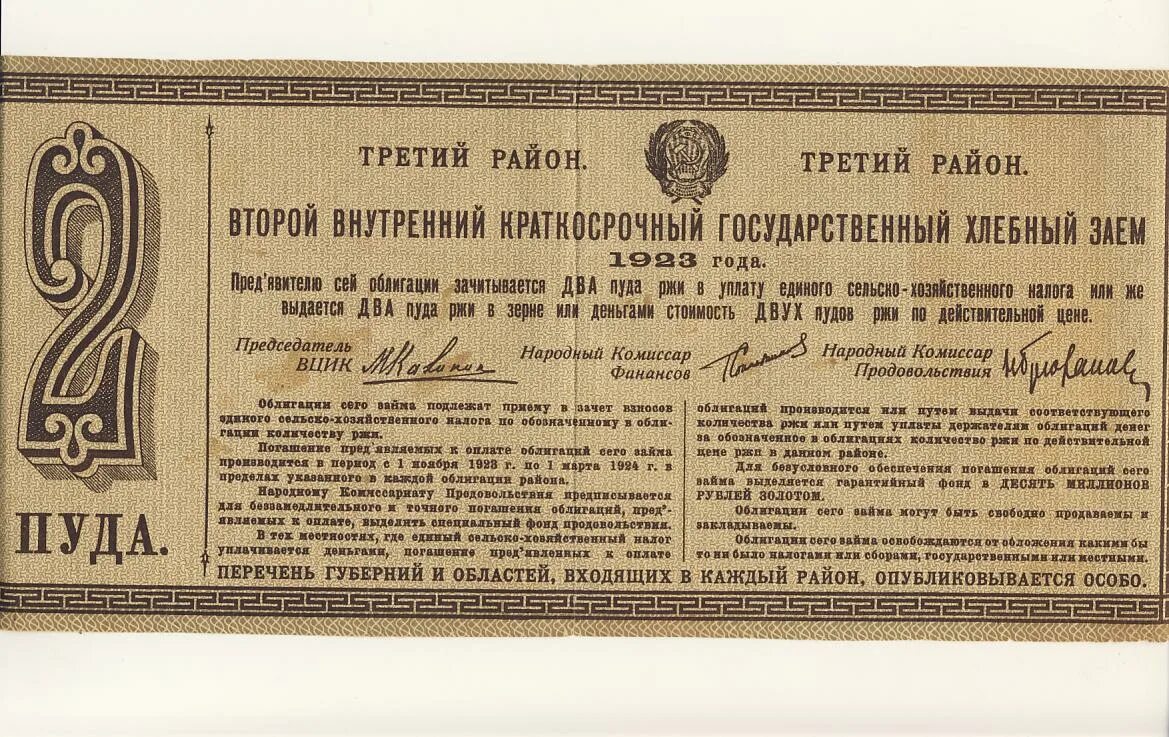 2
ПУДА.
ТРЕТИЙ РАЙОН. ТРЕТИЙ РАЙОН.
ВТОРОЙ ВНУТРЕННИЙ КРАТКОСРОЧНЫЙ ГОСУДАРСТВЕННЫЙ ХЛЕБНЫЙ ЗАЕМ
1923 года.
Пред'явителю сей облигации зачитывается ДВА пуда ржи в уплату единого сельско-хозяйственного налога или же
выдается ДВА пуда ржи в зерне или деньгами стоимость ДВУХ пудов ржи по действительной цене.
Председатель
ВЦИК М Калинин
Народный Комиссар
Финансов
Народный Комиссар
Продовольствия Н Брюханов
Облигации сего займа подлежат приему в зачет взносов
единого сельско-хозяйственного налога по обозначенному в обли-
гации количеству ржи.
Погашение пред'являемых к оплате облигаций сего займа
производится в период с 1 ноября 1923 г. по 1 марта 1924 г. в
пределах указанного в каждой облигации района.
Народному Комиссариату Продовольствия предписывается
для беззамедлительного и точного погашения облигаций, пред'-
являемых к оплате, выделить специальный фонд продовольствия.
В тех местностях, где единый сельско-хозяйственный налог
уплачивается деньгами, погашение пред'явленных к оплате
облигаций производится или путем выдачи соответствующего
количества ржи или путем уплаты держателям облигаций денег
за обозначенное в облигациях количество ржи по действительной
цене ржи в данном районе.
Для безусловного обеспечения погашения облигаций сего
займа выделяется гарантийный фонд в ДЕСЯТЬ МИЛЛИОНОВ
РУБЛЕЙ ЗОЛОТОМ.
Облигации сего займа могут быть свободно продаваемы и
закладываемы.
Облигации сего займа освобождаются от обложения какими бы
то ни было налогами или сборами, государственными или местными.
ПЕРЕЧЕНЬ ГУБЕРНИЙ И ОБЛАСТЕЙ, ВХОДЯЩИХ В КАЖДЫЙ РАЙОН, ОПУБЛИКОВЫВАЕТСЯ ОСОБО.